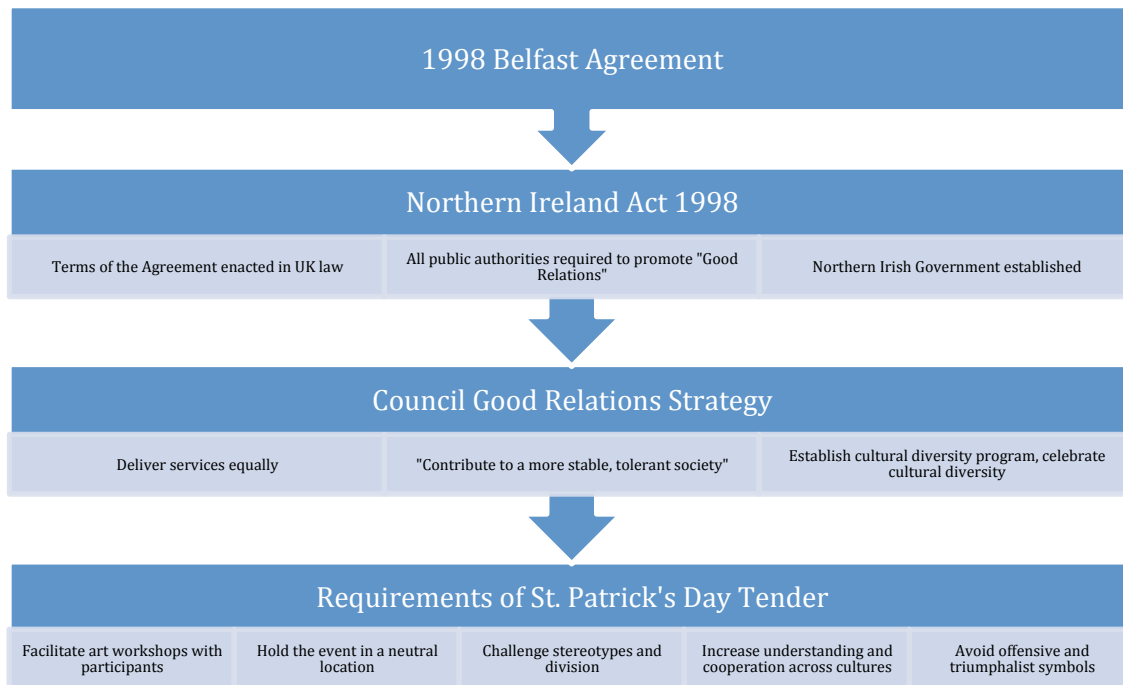 1998 Belfast Agreement
Northern Ireland Act 1998
Terms of the Agreement enacted in UK law
All public authorities required to promote "Good
Relations"
Northern Irish Government established
Council Good Relations Strategy
Deliver services equally
"Contribute to a more stable, tolerant society"
Establish cultural diversity program, celebrate
cultural diversity
Requirements of St. Patrick's Day Tender
Facilitate art workshops with
participants
Hold the event in a neutral
location
Challenge stereotypes and
division
Increase understanding and
cooperation across cultures
Avoid offensive and
triumphalist symbols